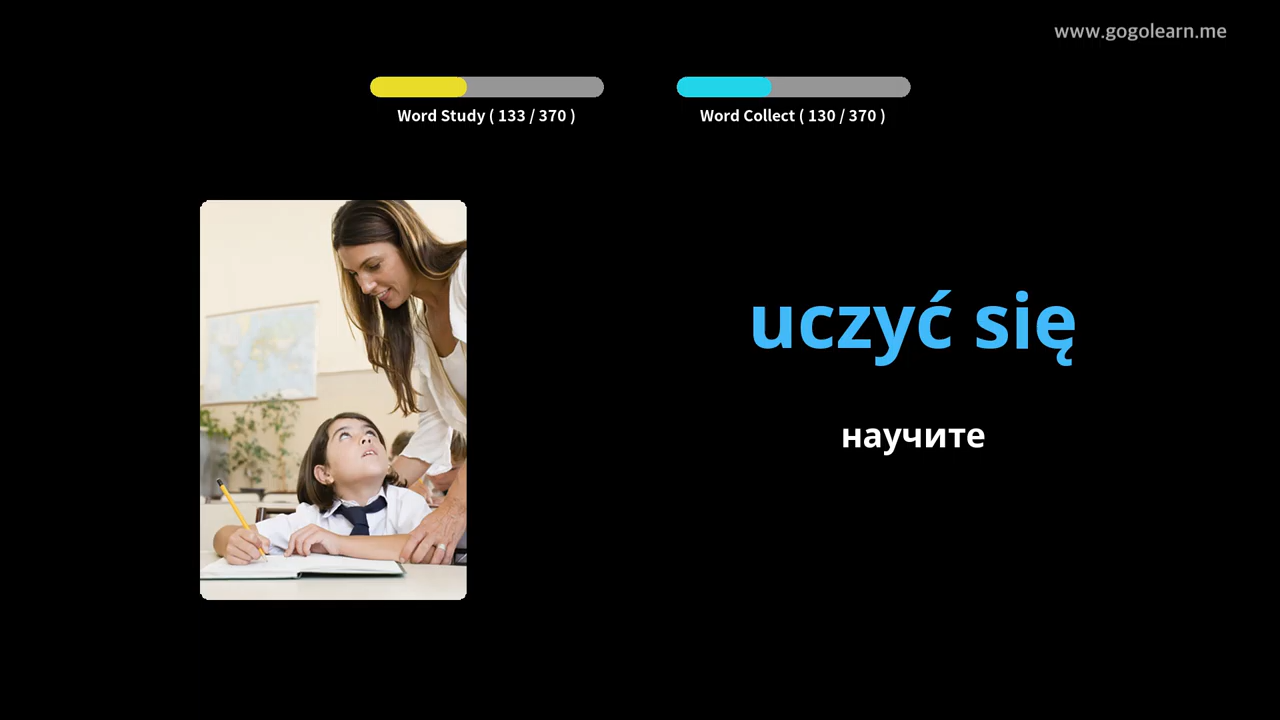 www.gogolearn.me
Word Study ( 133 / 370 )
Word Collect ( 130 / 370 )
uczyć się
научите